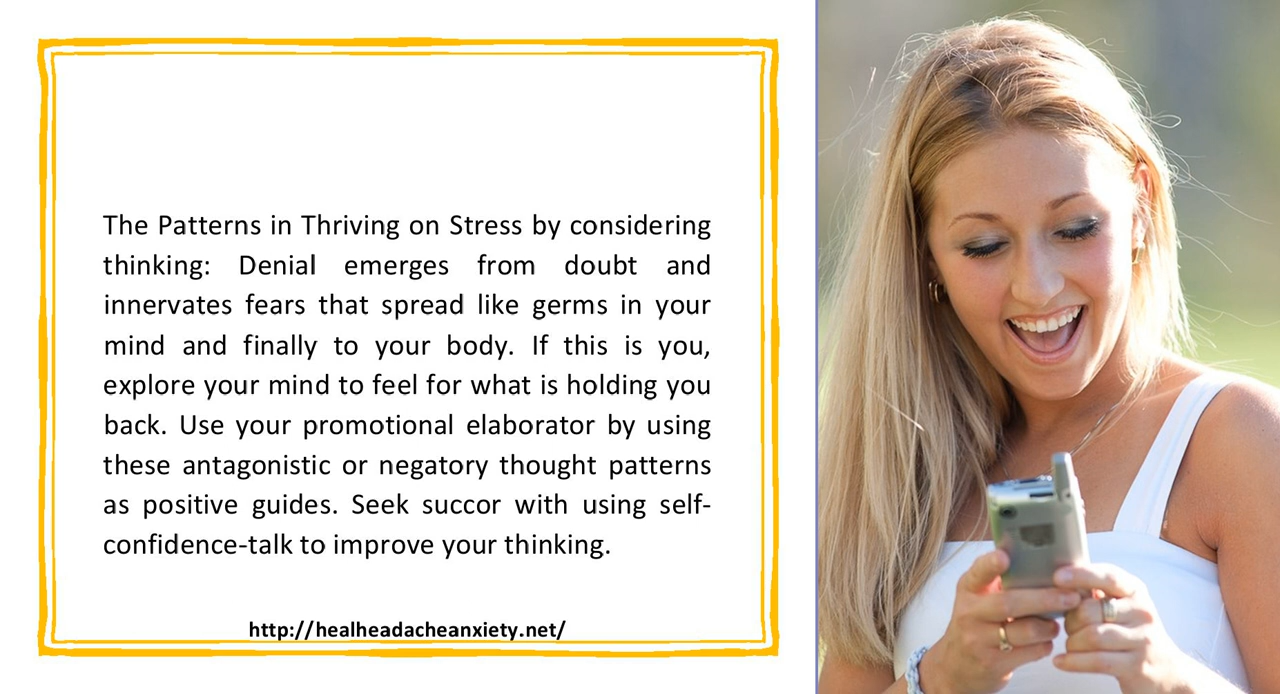 The Patterns in Thriving on Stress by considering
thinking: Denial emerges from doubt and
innervates fears that spread like germs in your
mind and finally to your body. If this is you,
explore your mind to feel for what is holding you
back. Use your promotional elaborator by using
these antagonistic or negatory thought patterns
as positive guides. Seek succor with using self-
confidence-talk to improve your thinking.
http://healheadacheanxiety.net/